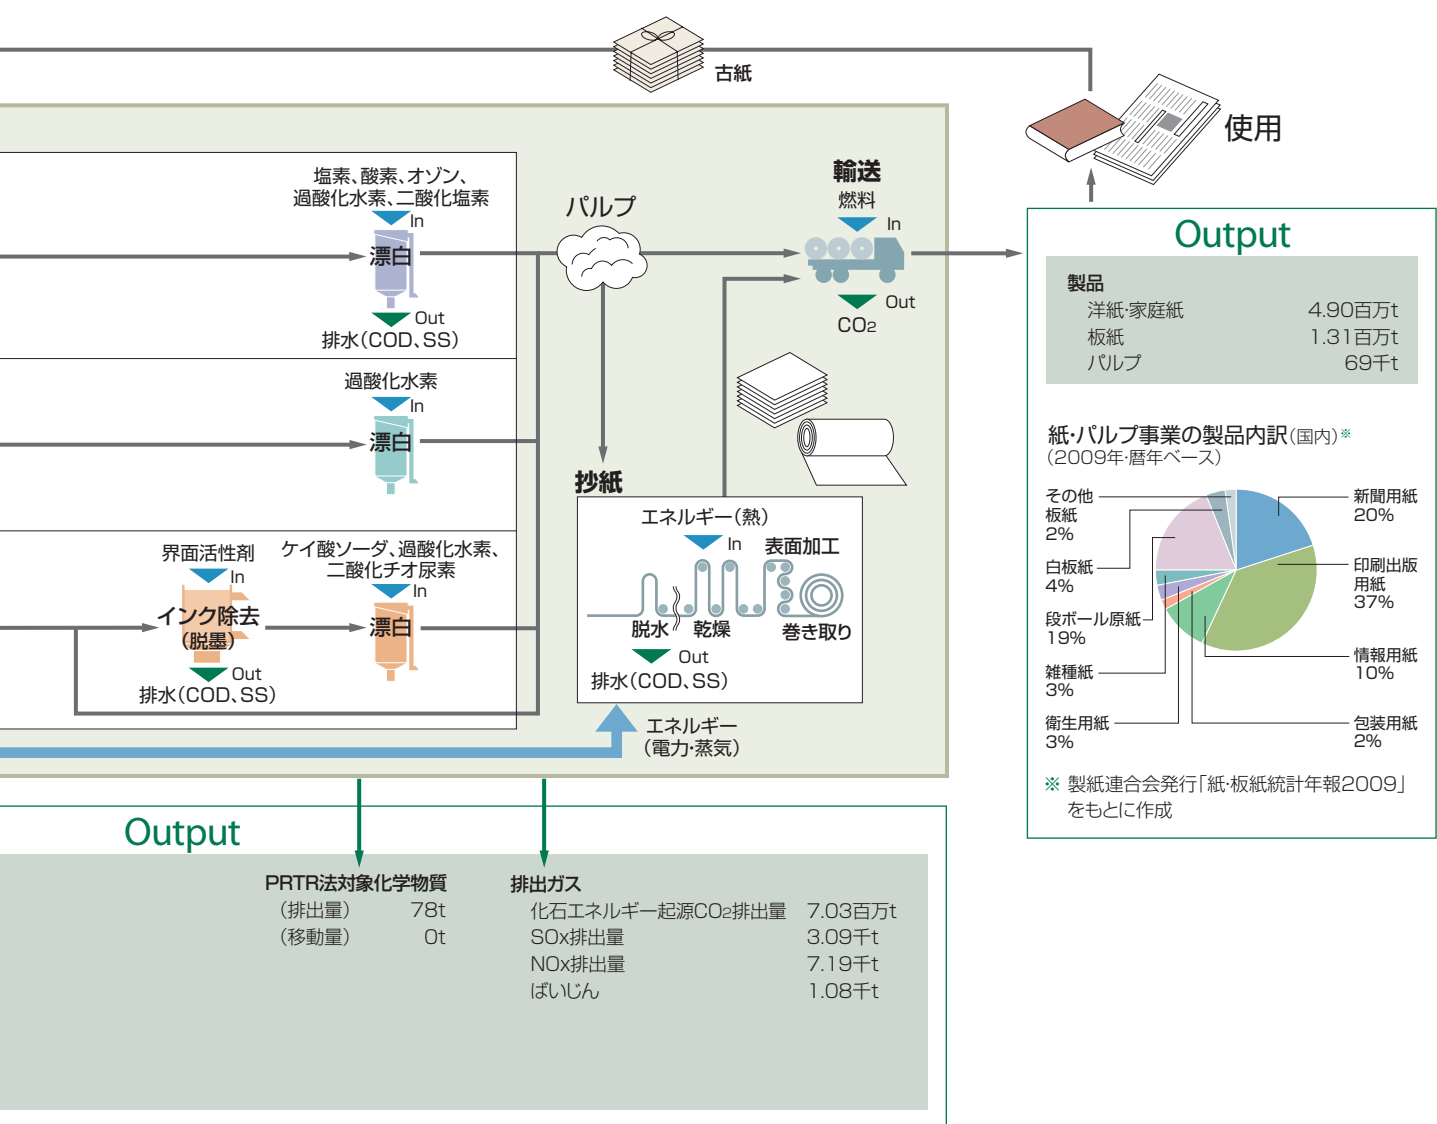 古紙
使用
塩素、酸素、オゾン、
過酸化水素、二酸化塩素
In
漂白
Out
排水(COD、SS)
過酸化水素
In
漂白
界面活性剤
In
インク除去
(脱墨)
Out
排水(COD、SS)
ケイ酸ソーダ、過酸化水素、
二酸化チオ尿素
In
漂白
パルプ
輸送
燃料
In
Out
CO2
抄紙
エネルギー(熱)
In
表面加工
脱水
乾燥
巻き取り
Out
排水(COD、SS)
エネルギー
(電力・蒸気)
Output
製品
洋紙・家庭紙 4.90百万t
板紙 1.31百万t
パルプ 69千t
紙・パルプ事業の製品内訳(国内)※
(2009年・暦年ベース)
その他
板紙
2%
白板紙
4%
段ボール原紙
19%
雑種紙
3%
衛生用紙
3%
新聞用紙
20%
印刷出版
用紙
37%
情報用紙
10%
包装用紙
2%
※ 製紙連合会発行「紙・板紙統計年報2009」
をもとに作成
Output
PRTR法対象化学物質
(排出量) 78t
(移動量) 0t
排出ガス
化石エネルギー起源CO2排出量 7.03百万t
SOx排出量 3.09千t
NOx排出量 7.19千t
ばいじん 1.08千t